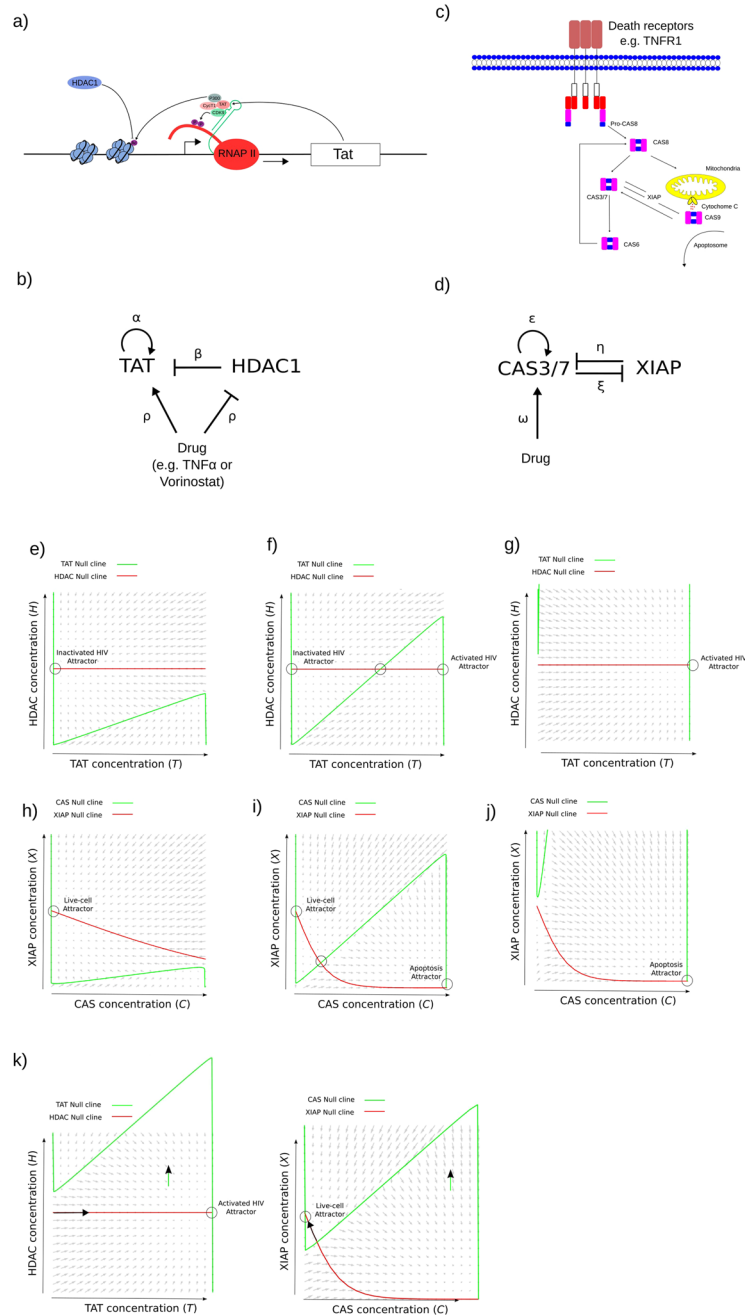 a)
HDAC1
P300
CycT1
TAT
CDK9
P
P
P
RNAP II
Tat
c)
Death receptors
e.g. TNFR1
Pro-CAS8
CAS8
Mitochondria
CAS3/7
XIAP
Cytochome C
CAS9
CAS6
Apoptosome
b)
α
TAT
β
HDAC1
ρ
ρ
Drug
(e.g. TNFα or
Vorinostat)
d)
ε
CAS3/7
η
ξ
XIAP
ω
Drug
e)
TAT Null cline
HDAC Null cline
HDAC concentration (H)
Inactivated HIV
Attractor
TAT concentration (T)
f)
TAT Null cline
HDAC Null cline
HDAC concentration (H)
Inactivated HIV
Attractor
Activated HIV
Attractor
TAT concentration (T)
g)
TAT Null cline
HDAC Null cline
HDAC concentration (H)
Activated HIV
Attractor
TAT concentration (T)
h)
CAS Null cline
XIAP Null cline
XIAP concentration (X)
Live-cell
Attractor
CAS concentration (C)
i)
CAS Null cline
XIAP Null cline
XIAP concentration (X)
Live-cell
Attractor
Apoptosis
Attractor
CAS concentration (C)
j)
CAS Null cline
XIAP Null cline
XIAP concentration (X)
Apoptosis
Attractor
CAS concentration (C)
k)
TAT Null cline
HDAC Null cline
HDAC concentration (H)
Activated HIV
Attractor
TAT concentration (T)
CAS Null cline
XIAP Null cline
XIAP concentration (X)
Live-cell
Attractor
CAS concentration (C)